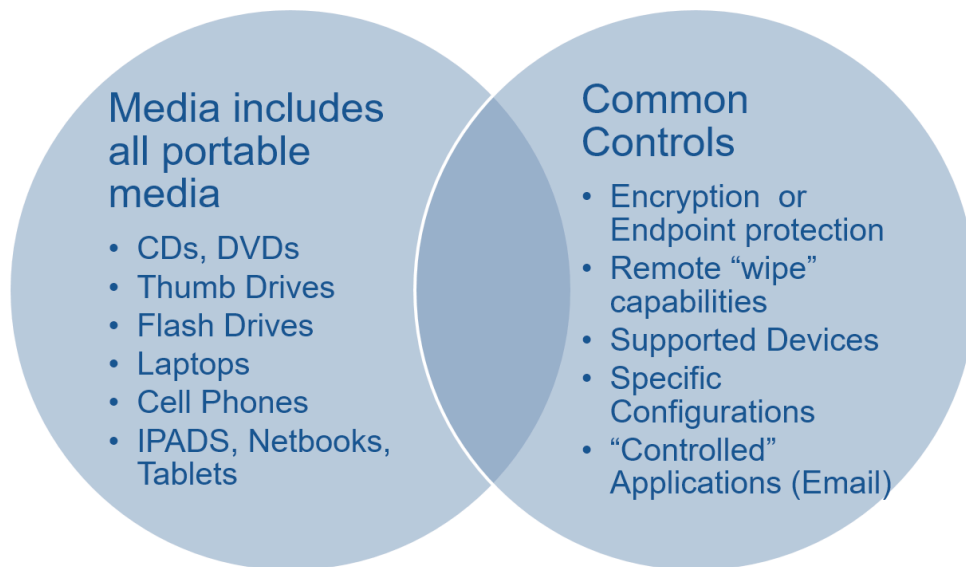 Media includes
all portable
media
• CDs, DVDs
• Thumb Drives
• Flash Drives
• Laptops
• Cell Phones
• IPADS, Netbooks,
Tablets
Common
Controls
• Encryption or
Endpoint protection
• Remote “wipe”
capabilities
• Supported Devices
• Specific
Configurations
• “Controlled”
Applications (Email)